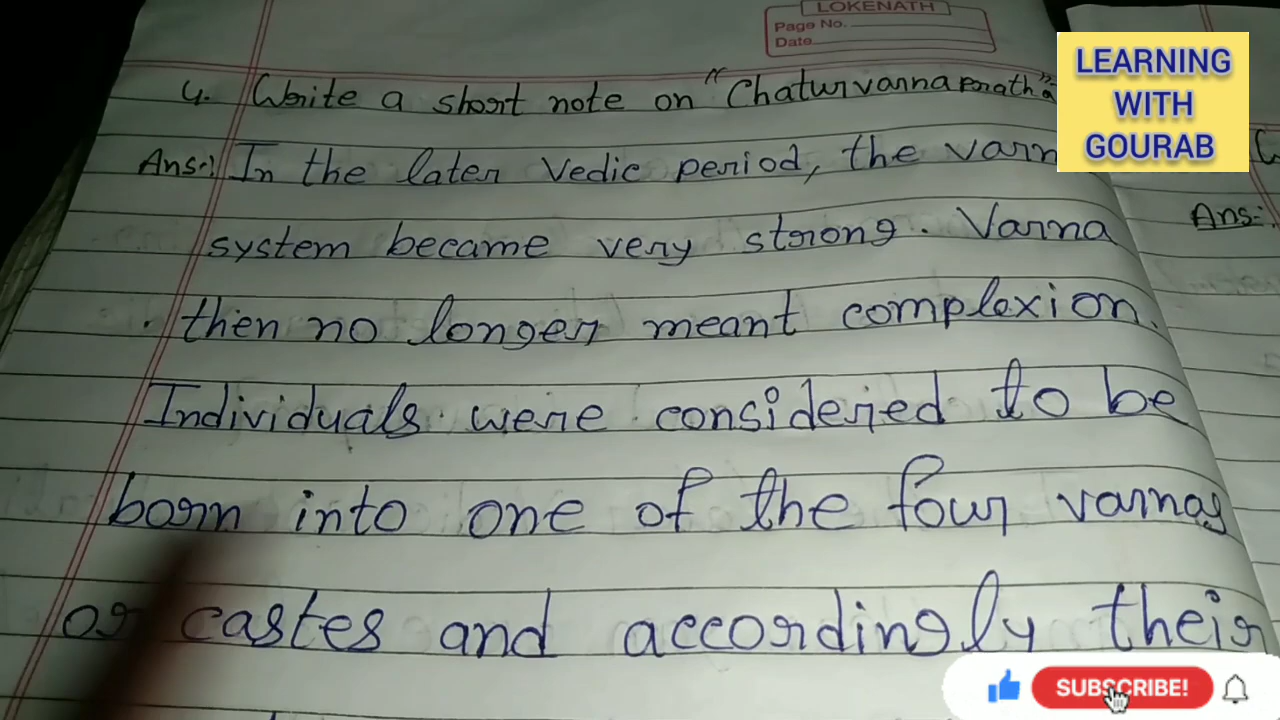 LOKENATH
Page No.
Date
LEARNING
WITH
GOURAB
4. Write a short note on "Chaturvarna Pratha"
Ans:- In the later Vedic period, the varn
system became very strong. Varna
then no longer meant complexion.
Individuals were considered to be
born into one of the four varnas
or castes and accordingly their
Ans:-
SUBSCRIBE!